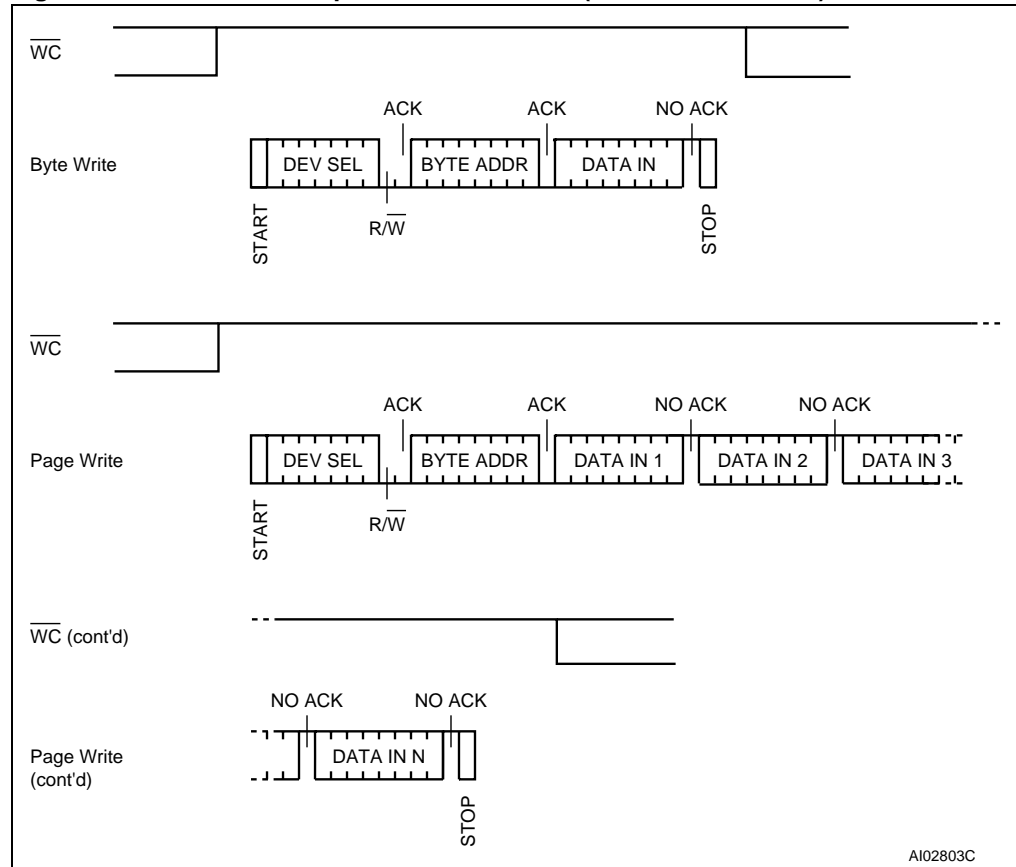 WC
ACK ACK NO ACK
Byte Write DEV SEL BYTE ADDR DATA IN
START R/W STOP
WC
ACK ACK NO ACK NO ACK
Page Write DEV SEL BYTE ADDR DATA IN 1 DATA IN 2 DATA IN 3
START R/W
WC (cont'd)
NO ACK NO ACK
Page Write DATA IN N
(cont'd)
STOP
AI02803C